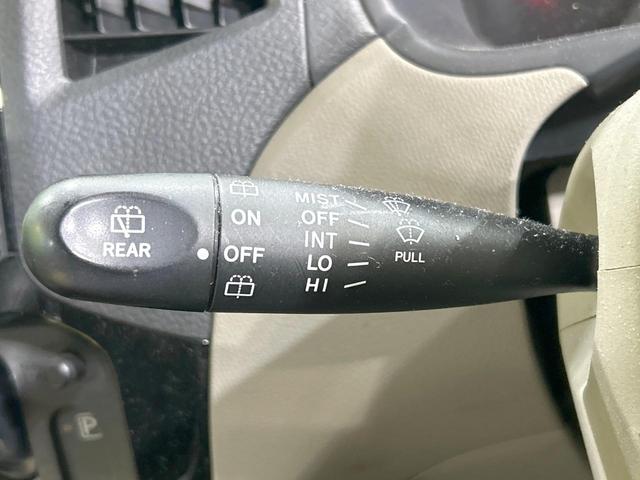 REAR
ON
OFF
MIST
OFF
INT
LO
HI
PULL
P